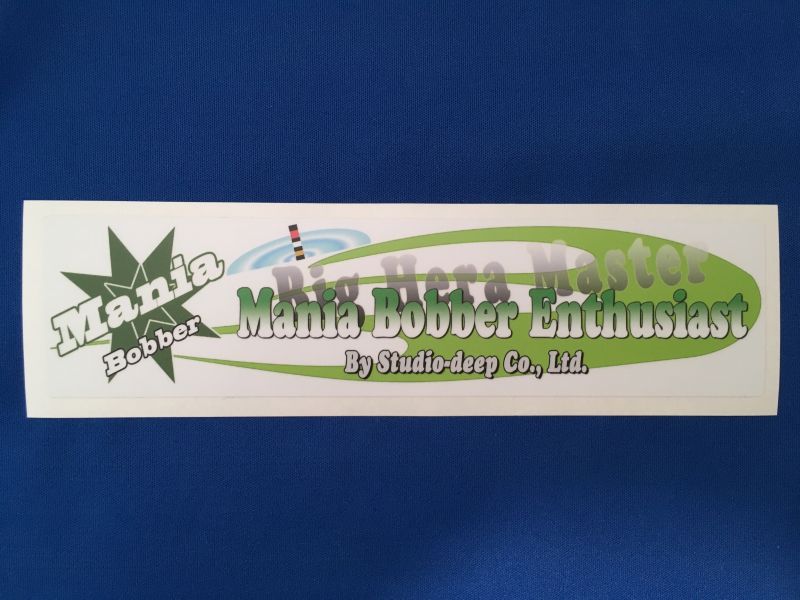 Mania
Bobber
Big Hera Master
Mania Bobber Enthusiast
By Studio-deep Co., Ltd.